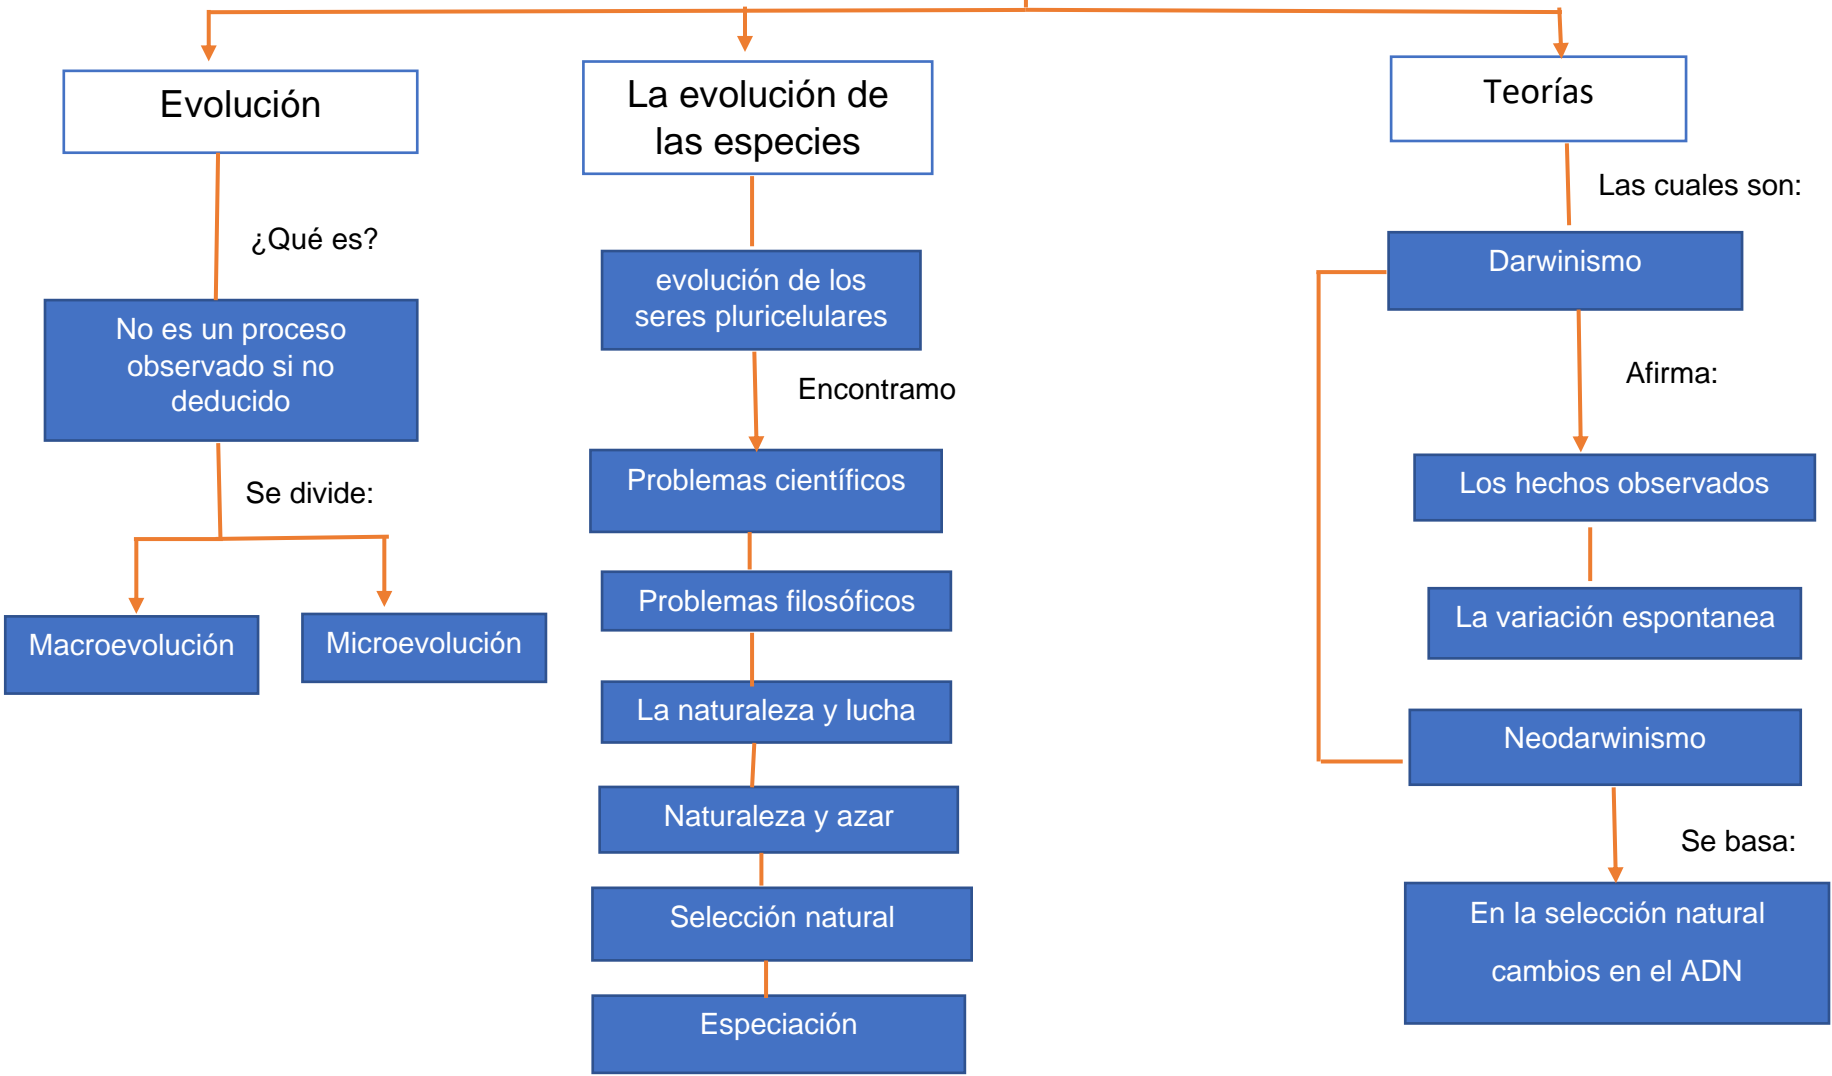 Evolución
¿Qué es?
No es un proceso
observado si no
deducido
Se divide:
Macroevolución
Microevolución
La evolución de
las especies
evolución de los
seres pluricelulares
Encontramo
Problemas científicos
Problemas filosóficos
La naturaleza y lucha
Naturaleza y azar
Selección natural
Especiación
Teorías
Las cuales son:
Darwinismo
Afirma:
Los hechos observados
La variación espontanea
Neodarwinismo
Se basa:
En la selección natural
cambios en el ADN